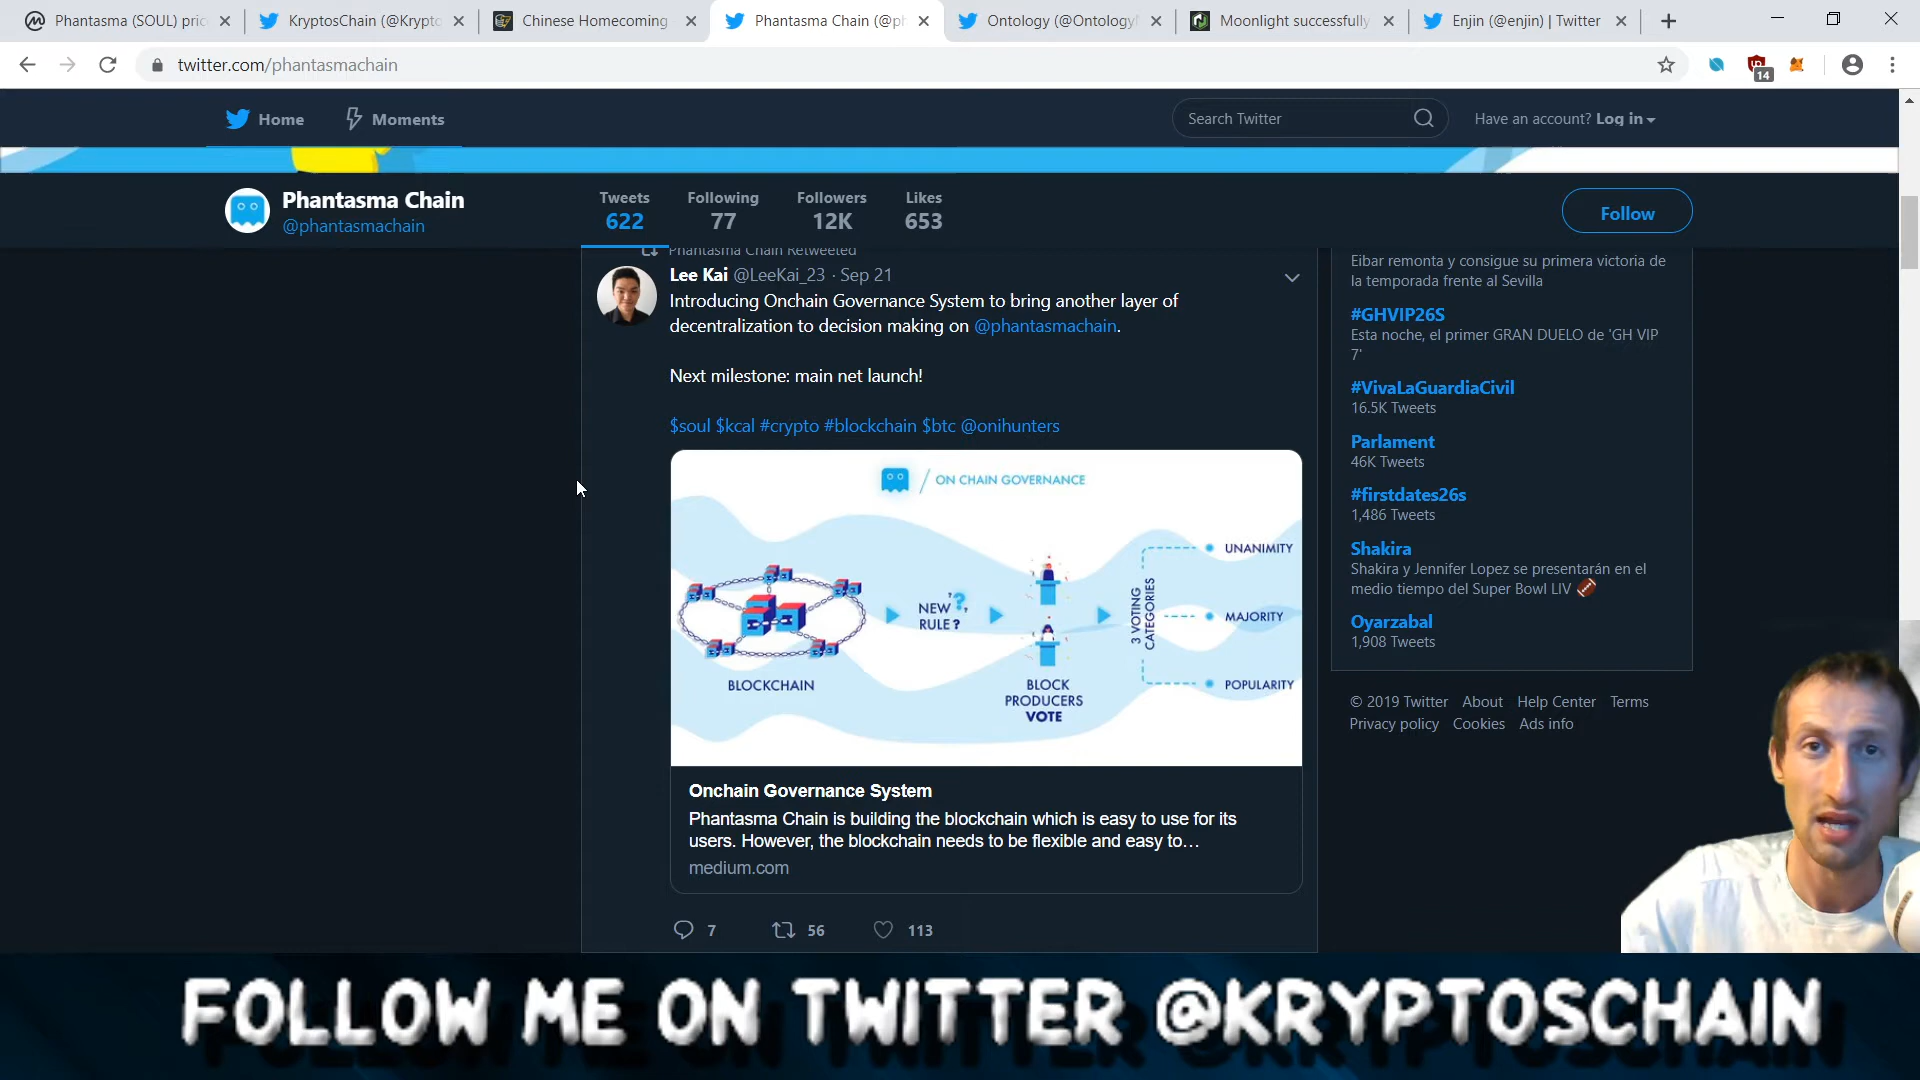 Phantasma (SOUL) pric
KryptosChain (@Krypto
Chinese Homecoming
Phantasma Chain (@ph
Ontology (@OntologyN
Moonlight successfully
Enjin (@enjin) | Twitter
twitter.com/phantasmachain
14
Home
Moments
Search Twitter
Have an account? Log in
Phantasma Chain
@phantasmachain
Tweets
622
Following
77
Followers
12K
Likes
653
Follow
Phantasma Chain Retweeted
Lee Kai @LeeKai_23 · Sep 21
Introducing Onchain Governance System to bring another layer of
decentralization to decision making on @phantasmachain.
Next milestone: main net launch!
$soul $kcal #crypto #blockchain $btc @onihunters
/ ON CHAIN GOVERNANCE
BLOCKCHAIN
NEW
RULE?
BLOCK
PRODUCERS
VOTE
3 VOTING
CATEGORIES
UNANIMITY
MAJORITY
POPULARITY
Onchain Governance System
Phantasma Chain is building the blockchain which is easy to use for its
users. However, the blockchain needs to be flexible and easy to...
medium.com
7
56
113
Eibar remonta y consigue su primera victoria de
la temporada frente al Sevilla
#GHVIP26S
Esta noche, el primer GRAN DUELO de 'GH VIP
7'
#VivaLaGuardiaCivil
16.5K Tweets
Parlament
46K Tweets
#firstdates26s
1,486 Tweets
Shakira
Shakira y Jennifer Lopez se presentarán en el
medio tiempo del Super Bowl LIV
Oyarzabal
1,908 Tweets
© 2019 Twitter About Help Center Terms
Privacy policy Cookies Ads info
FOLLOW ME ON TWITTER @KRYPTOSCHAIN